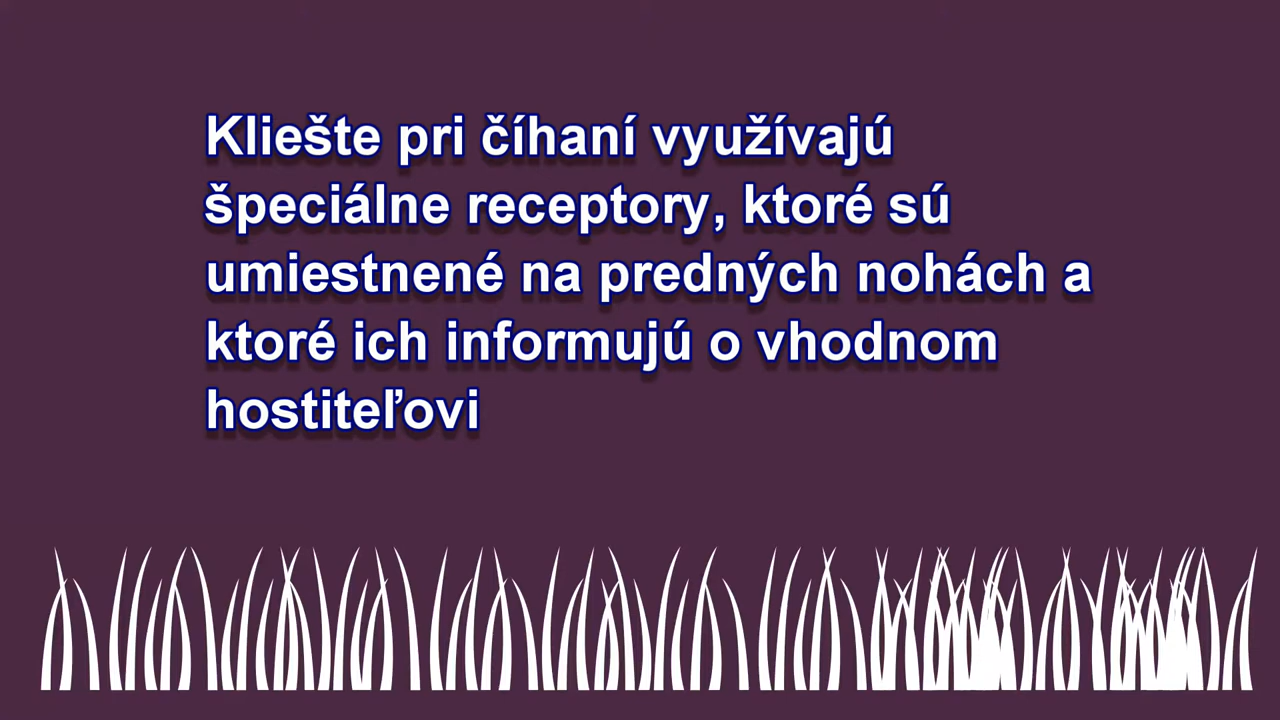 Kliešte pri číhaní využívajú
špeciálne receptory, ktoré sú
umiestnené na predných nohách a
ktoré ich informujú o vhodnom
hostiteľovi